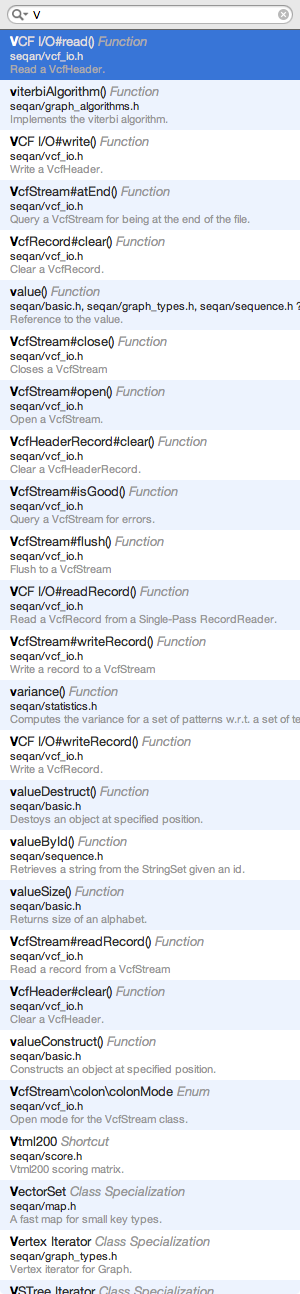 V
VCF I/O#read() Function
seqan/vcf_io.h
Read a VcfHeader.
viterbiAlgorithm() Function
seqan/graph_algorithms.h
Implements the viterbi algorithm.
VCF I/O#write() Function
seqan/vcf_io.h
Write a VcfHeader.
VcfStream#atEnd() Function
seqan/vcf_io.h
Query a VcfStream for being at the end of the file.
VcfRecord#clear() Function
seqan/vcf_io.h
Clear a VcfRecord.
value() Function
seqan/basic.h, seqan/graph_types.h, seqan/sequence.h ?
Reference to the value.
VcfStream#close() Function
seqan/vcf_io.h
Closes a VcfStream
VcfStream#open() Function
seqan/vcf_io.h
Open a VcfStream.
VcfHeaderRecord#clear() Function
seqan/vcf_io.h
Clear a VcfHeaderRecord.
VcfStream#isGood() Function
seqan/vcf_io.h
Query a VcfStream for errors.
VcfStream#flush() Function
seqan/vcf_io.h
Flush to a VcfStream
VCF I/O#readRecord() Function
seqan/vcf_io.h
Read a VcfRecord from a Single-Pass RecordReader.
VcfStream#writeRecord() Function
seqan/vcf_io.h
Write a record to a VcfStream
variance() Function
seqan/statistics.h
Computes the variance for a set of patterns w.r.t. a set of te
VCF I/O#writeRecord() Function
seqan/vcf_io.h
Write a VcfRecord.
valueDestruct() Function
seqan/basic.h
Destoys an object at specified position.
valueById() Function
seqan/sequence.h
Retrieves a string from the StringSet given an id.
valueSize() Function
seqan/basic.h
Returns size of an alphabet.
VcfStream#readRecord() Function
seqan/vcf_io.h
Read a record from a VcfStream
VcfHeader#clear() Function
seqan/vcf_io.h
Clear a VcfHeader.
valueConstruct() Function
seqan/basic.h
Constructs an object at specified position.
VcfStream\colon\colonMode Enum
seqan/vcf_io.h
Open mode for the VcfStream class.
Vtml200 Shortcut
seqan/score.h
Vtml200 scoring matrix.
VectorSet Class Specialization
seqan/map.h
A fast map for small key types.
Vertex Iterator Class Specialization
seqan/graph_types.h
Vertex iterator for Graph.
VSTree Iterator Class Specialization